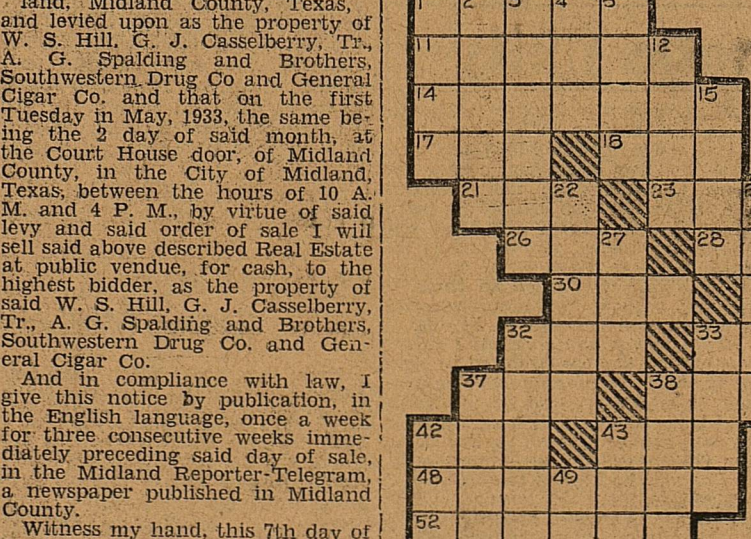 land, Midland County, Texas,
and levied upon as the property of
W. S. Hill, G. J. Casselberry, Tr.,
A. G. Spalding and Brothers,
Southwestern Drug Co and General
Cigar Co. and that on the first
Tuesday in May, 1933, the same be-
ing the 2 day of said month, at
the Court House door, of Midland
County, in the City of Midland,
Texas, between the hours of 10 A.
M. and 4 P. M., by virtue of said
levy and said order of sale I will
sell said above described Real Estate
at public vendue, for cash, to the
highest bidder, as the property of
said W. S. Hill, G. J. Casselberry,
Tr., A. G. Spalding and Brothers,
Southwestern Drug Co. and Gen-
eral Cigar Co.
And in compliance with law, I
give this notice by publication, in
the English language, once a week
for three consecutive weeks imme-
diately preceding said day of sale,
in the Midland Reporter-Telegram,
a newspaper published in Midland
County.
Witness my hand, this 7th day of
1 2 3 4 5
11 12
14 15
17 18
21 22 23
26 27 28
30
32 33
37 38
42 43
48 49
52